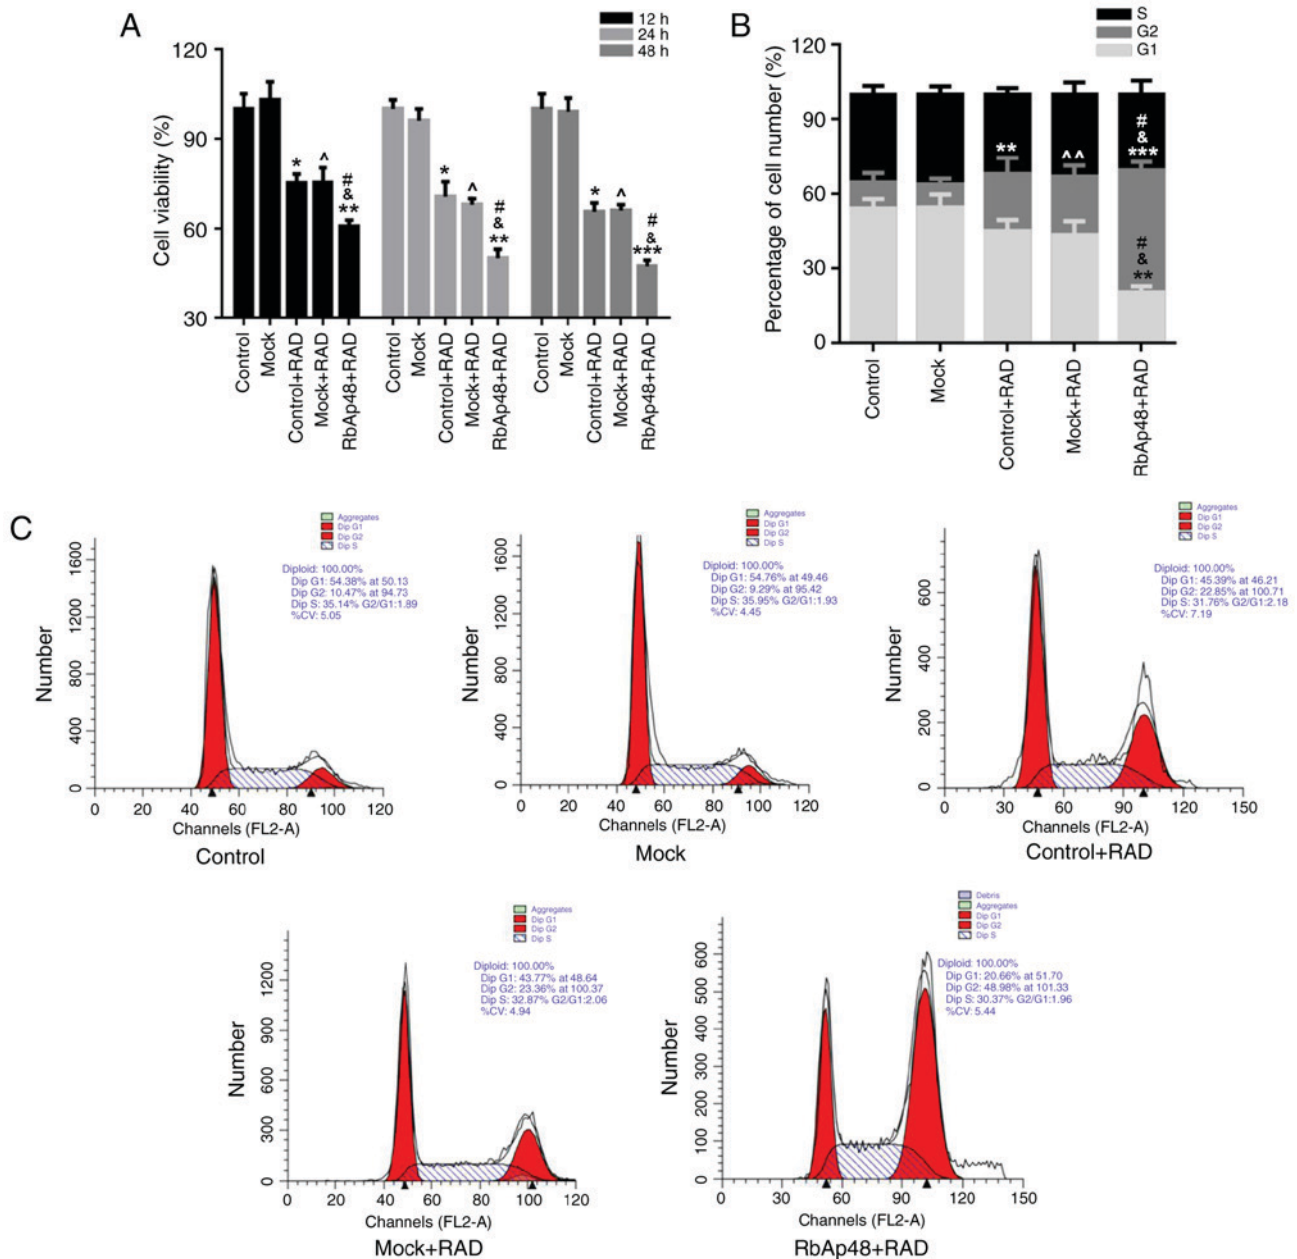 A
12 h
24 h
48 h
Cell viability (%)
120
90
60
30
* ^ # & **
* ^ # & **
* ^ # & ***
Control
Mock
Control+RAD
Mock+RAD
RbAp48+RAD
Control
Mock
Control+RAD
Mock+RAD
RbAp48+RAD
Control
Mock
Control+RAD
Mock+RAD
RbAp48+RAD
B
S
G2
G1
Percentage of cell number (%)
120
90
60
30
0
** ^^ # & ***
# & **
Control
Mock
Control+RAD
Mock+RAD
RbAp48+RAD
C
Aggregates
Dip G1
Dip G2
Dip S
Diploid: 100.00%
Dip G1: 54.38% at 50.13
Dip G2: 10.47% at 94.73
Dip S: 35.14% G2/G1:1.89
%CV: 5.05
Number
1600
1200
800
400
0
0 20 40 60 80 100 120
Channels (FL2-A)
Control
Aggregates
Dip G1
Dip G2
Dip S
Diploid: 100.00%
Dip G1: 54.76% at 49.46
Dip G2: 9.29% at 95.42
Dip S: 35.95% G2/G1:1.93
%CV: 4.45
Number
1600
1200
800
400
0
0 20 40 60 80 100 120
Channels (FL2-A)
Mock
Aggregates
Dip G1
Dip G2
Dip S
Diploid: 100.00%
Dip G1: 45.39% at 46.21
Dip G2: 22.85% at 100.71
Dip S: 31.76% G2/G1:2.18
%CV: 7.19
Number
600
400
200
0
0 30 60 90 120 150
Channels (FL2-A)
Control+RAD
Aggregates
Dip G1
Dip G2
Dip S
Diploid: 100.00%
Dip G1: 43.77% at 48.64
Dip G2: 23.36% at 100.37
Dip S: 32.87% G2/G1:2.06
%CV: 4.94
Number
1200
900
600
300
0
0 20 40 60 80 100 120
Channels (FL2-A)
Mock+RAD
Debris
Aggregates
Dip G1
Dip G2
Dip S
Diploid: 100.00%
Dip G1: 20.66% at 51.70
Dip G2: 48.98% at 101.33
Dip S: 30.37% G2/G1:1.96
%CV: 5.44
Number
600
500
400
300
200
100
0
0 30 60 90 120 150
Channels (FL2-A)
RbAp48+RAD